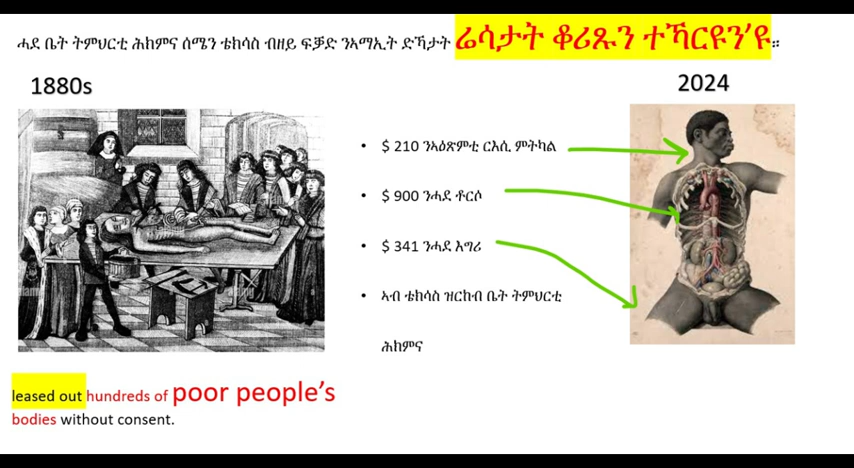 ሓደ ቤት ትምህርቲ ሕክምና ሰሜን ቴክሳስ ብዘይ ፍቓድ ንኣማኢት ድኻታት ሬሳታት ቆሪጹን ተኻርዩን’ዩ።
1880s
2024
• $ 210 ንኣዕጽምቲ ርእሲ ምትካል
• $ 900 ንሓደ ቶርሶ
• $ 341 ንሓደ እግሪ
• ኣብ ቴክሳስ ዝርከብ ቤት ትምህርቲ
ሕክምና
leased out hundreds of poor people’s
bodies without consent.